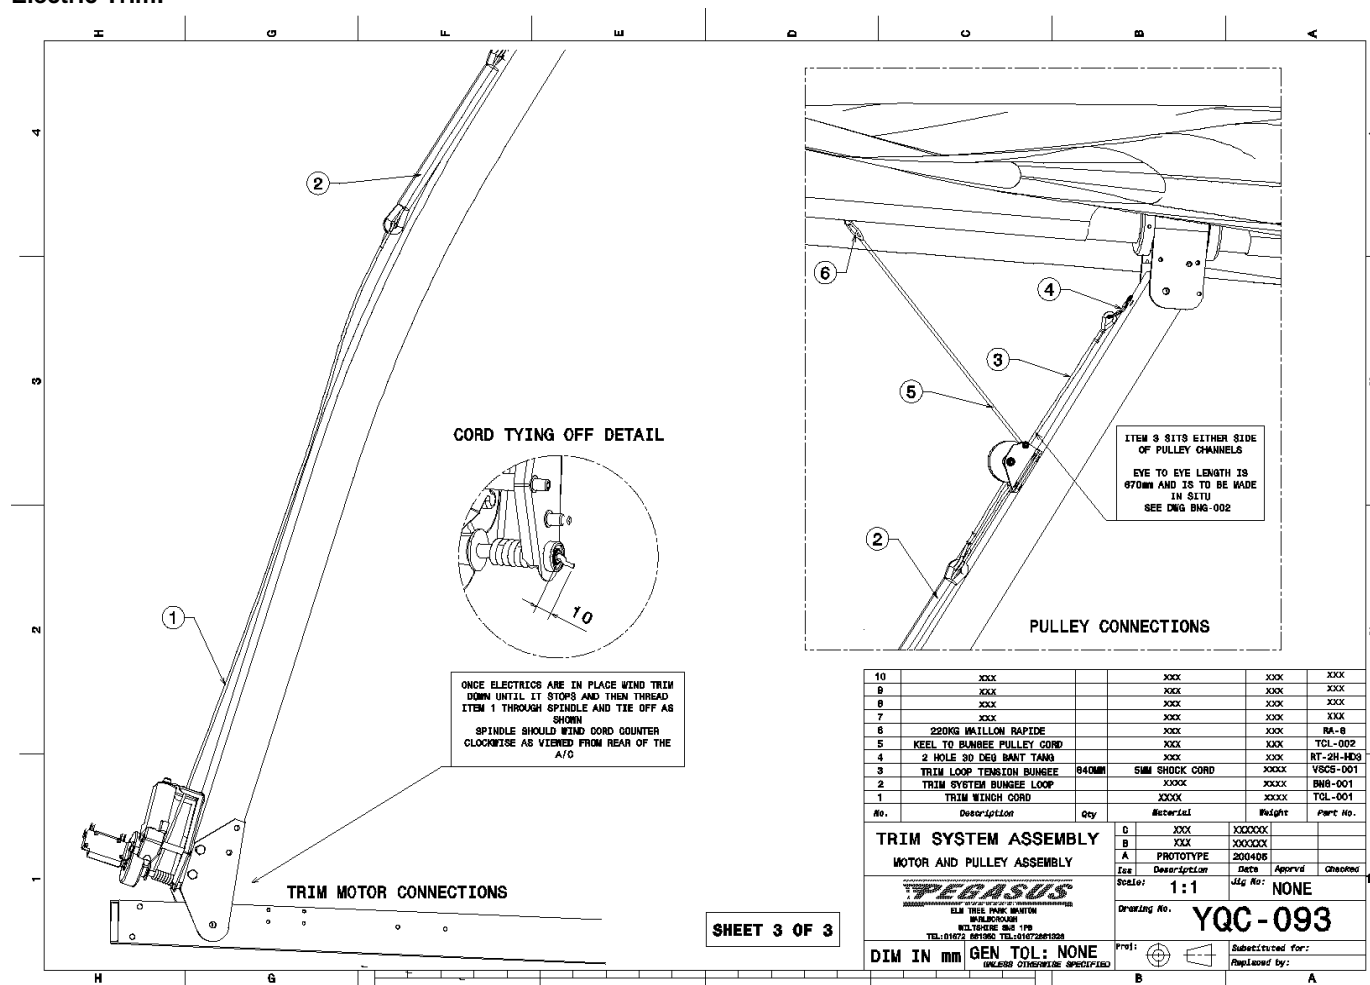 H G F E D C B A
4
3
2
1
2
1
6
4
3
5
2
CORD TYING OFF DETAIL
10
ONCE ELECTRICS ARE IN PLACE WIND TRIM
DOWN UNTIL IT STOPS AND THEN THREAD
ITEM 1 THROUGH SPINDLE AND TIE OFF AS
SHOWN
SPINDLE SHOULD WIND CORD COUNTER
CLOCKWISE AS VIEWED FROM REAR OF THE
A/C
TRIM MOTOR CONNECTIONS
ITEM 3 SITS EITHER SIDE
OF PULLEY CHANNELS
EYE TO EYE LENGTH IS
670mm AND IS TO BE MADE
IN SITU
SEE DWG BNG-002
PULLEY CONNECTIONS
10 XXX XXX XXX XXX
9 XXX XXX XXX XXX
8 XXX XXX XXX XXX
7 XXX XXX XXX XXX
6 220KG MAILLON RAPIDE XXX XXX RA-6
5 KEEL TO BUNGEE PULLEY CORD XXX XXX TCL-002
4 2 HOLE 30 DEG BANT TANG XXX XXX RT-2H-HD3
3 TRIM LOOP TENSION BUNGEE 640MM 5MM SHOCK CORD XXXX VSC5-001
2 TRIM SYSTEM BUNGEE LOOP XXXX XXXX BNG-001
1 TRIM WINCH CORD XXXX XXXX TCL-001
No. Description Qty Material Weight Part No.
TRIM SYSTEM ASSEMBLY
MOTOR AND PULLEY ASSEMBLY
C XXX XXXXXX
B XXX XXXXXX
A PROTOTYPE 200405
Iss Description Date Apprvd Checked
PEGASUS
ELM TREE PARK MANTON
MARLBOROUGH
WILTSHIRE SN8 1PS
Scale: 1:1
Jig No: NONE
Drawing No. YQC-093
SHEET 3 OF 3
DIM IN mm
GEN TOL: NONE
(UNLESS OTHERWISE SPECIFIED)
Proj:
Substituted for:
Replaced by:
H G B A